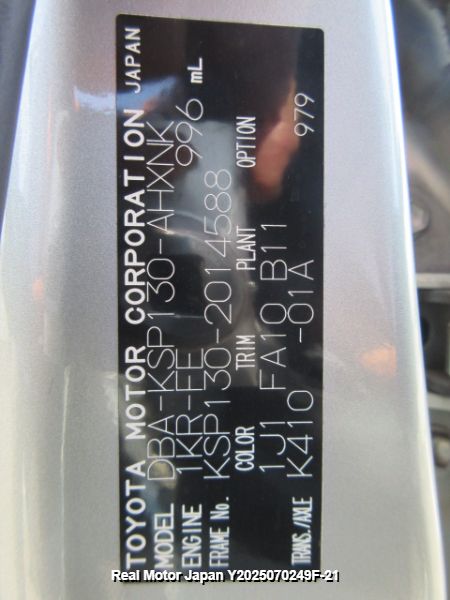 TOYOTA MOTOR CORPORATION JAPAN
MODEL DBA-KSP130-AHXNK
ENGINE 1KR-FE 996 mL
FRAME No. KSP130-2014588
COLOR TRIM PLANT OPTION
1J1 FA10 B11
K410 -01A 979
TRANS./AXLE
Real Motor Japan Y2025070249F-21